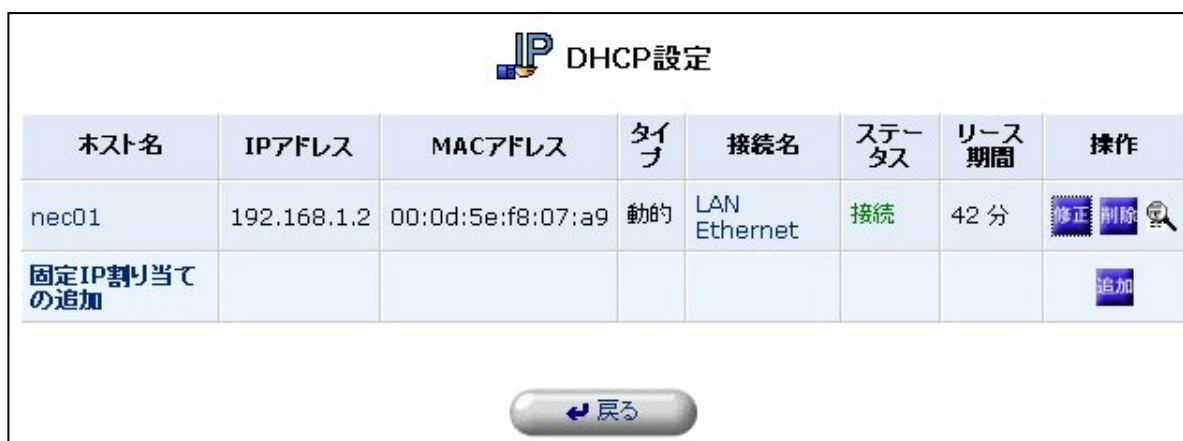 IP DHCP設定
ホスト名 IPアドレス MACアドレス タイプ 接続名 ステータス リース期間 操作
nec01 192.168.1.2 00:0d:5e:f8:07:a9 動的 LAN Ethernet 接続 42 分 修正 削除
固定IP割り当ての追加 追加
戻る